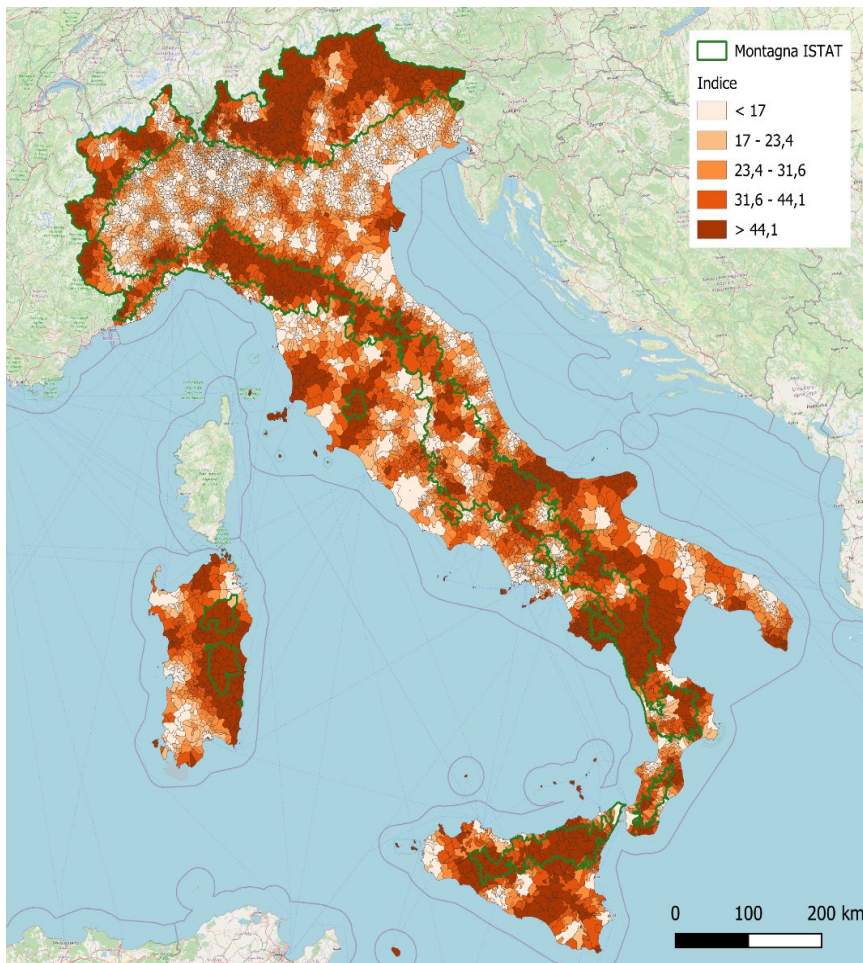 Montagna ISTAT
Indice
< 17
17 - 23,4
23,4 - 31,6
31,6 - 44,1
> 44,1
0 100 200 km